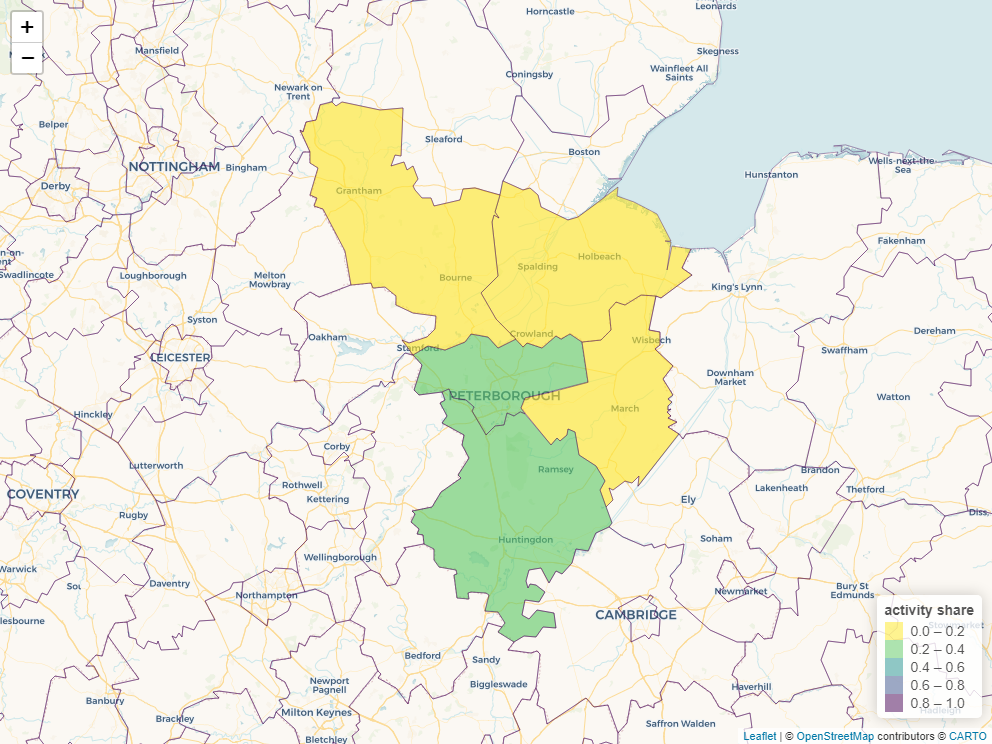 +
−
Horncastle
Leonards
Mansfield
Skegness
Wainfleet All
Saints
Coningsby
Newark on
Trent
Belper
Sleaford
Boston
NOTTINGHAM
Bingham
Wells-next-the-
Sea
Hunstanton
Derby
Grantham
Fakenham
Holbeach
Spalding
Swadlincote
Loughborough
Melton
Mowbray
Bourne
King's Lynn
Syston
Oakham
Crowland
Wisbech
Dereham
Stamford
Swaffham
LEICESTER
Downham
Market
PETERBOROUGH
Watton
Hinckley
March
Corby
Lutterworth
Ramsey
Brandon
Rothwell
Lakenheath
Thetford
COVENTRY
Kettering
Ely
Rugby
Diss
Huntingdon
Soham
Wellingborough
Warwick
Daventry
Northampton
Newmarket
Bury St
Edmunds
CAMBRIDGE
lesbourne
Bedford
Sandy
Newport
Pagnell
Biggleswade
Haverhill
Banbury
Brackley
Milton Keynes
Saffron Walden
Bletchley
activity share
0.0 – 0.2
0.2 – 0.4
0.4 – 0.6
0.6 – 0.8
0.8 – 1.0
Leaflet | © OpenStreetMap contributors © CARTO